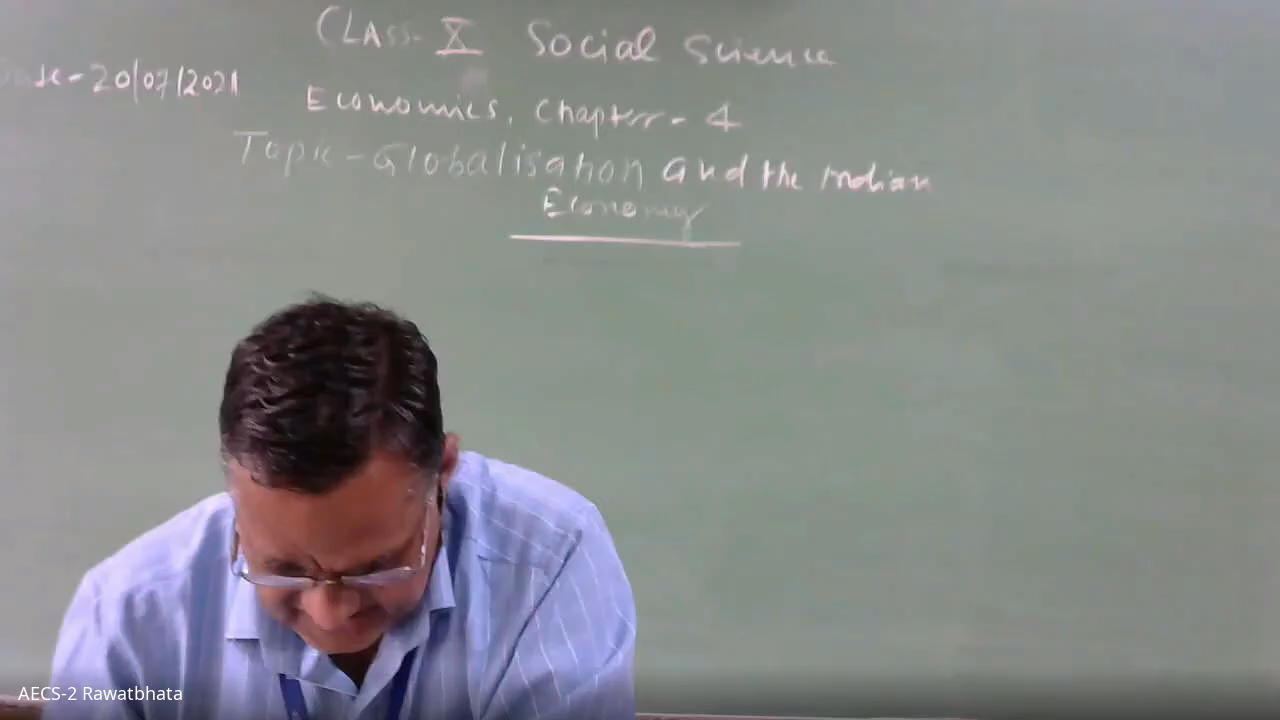 CLASS- X Social Science
Date-20/07/2021
Economics, Chapter-4
Topic-Globalisation and the Indian
Economy
AECS-2 Rawatbhata